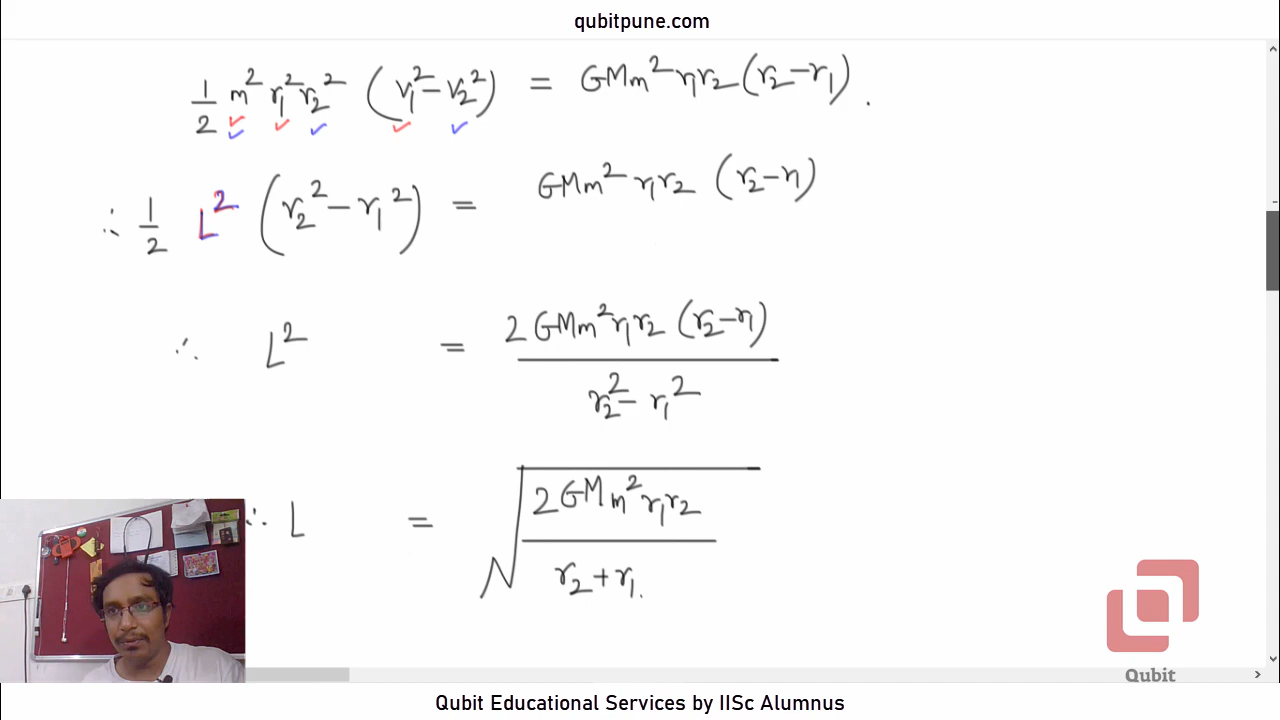 qubitpune.com
½ m² r₁² r₂² (v₁² − v₂²) = GMm² r₁r₂ (r₂−r₁) .
∴ ½ L² (r₂² − r₁²) = GMm² r₁r₂ (r₂−r₁)
∴ L² = 2GMm² r₁r₂ (r₂−r₁) / r₂² − r₁²
∴ L = √(2GMm² r₁r₂ / r₂ + r₁.)
Qubit
Qubit Educational Services by IISc Alumnus